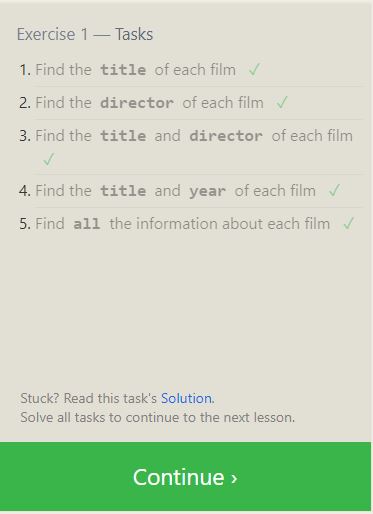 Exercise 1 — Tasks
1. Find the title of each film ✓
2. Find the director of each film ✓
3. Find the title and director of each film
✓
4. Find the title and year of each film ✓
5. Find all the information about each film ✓
Stuck? Read this task's Solution.
Solve all tasks to continue to the next lesson.
Continue ›